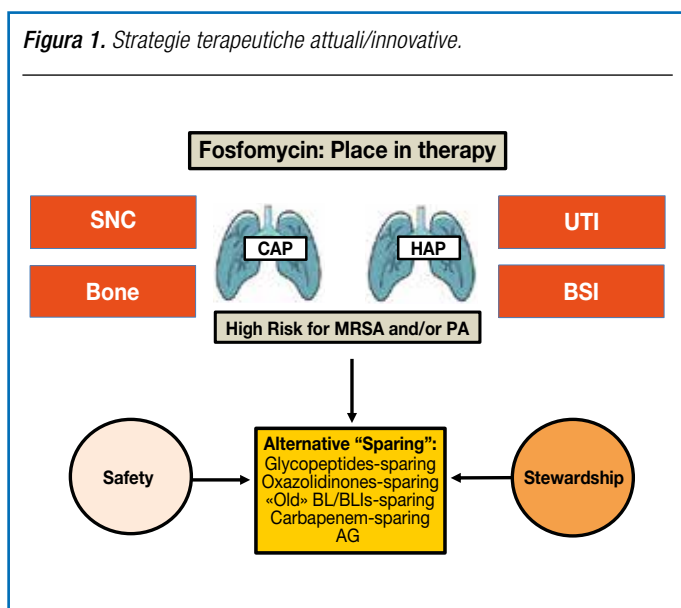 Figura 1. Strategie terapeutiche attuali/innovative.
Fosfomycin: Place in therapy
SNC
CAP
HAP
UTI
Bone
BSI
High Risk for MRSA and/or PA
Safety
Alternative “Sparing”:
Glycopeptides-sparing
Oxazolidinones-sparing
«Old» BL/BLIs-sparing
Carbapenem-sparing
AG
Stewardship